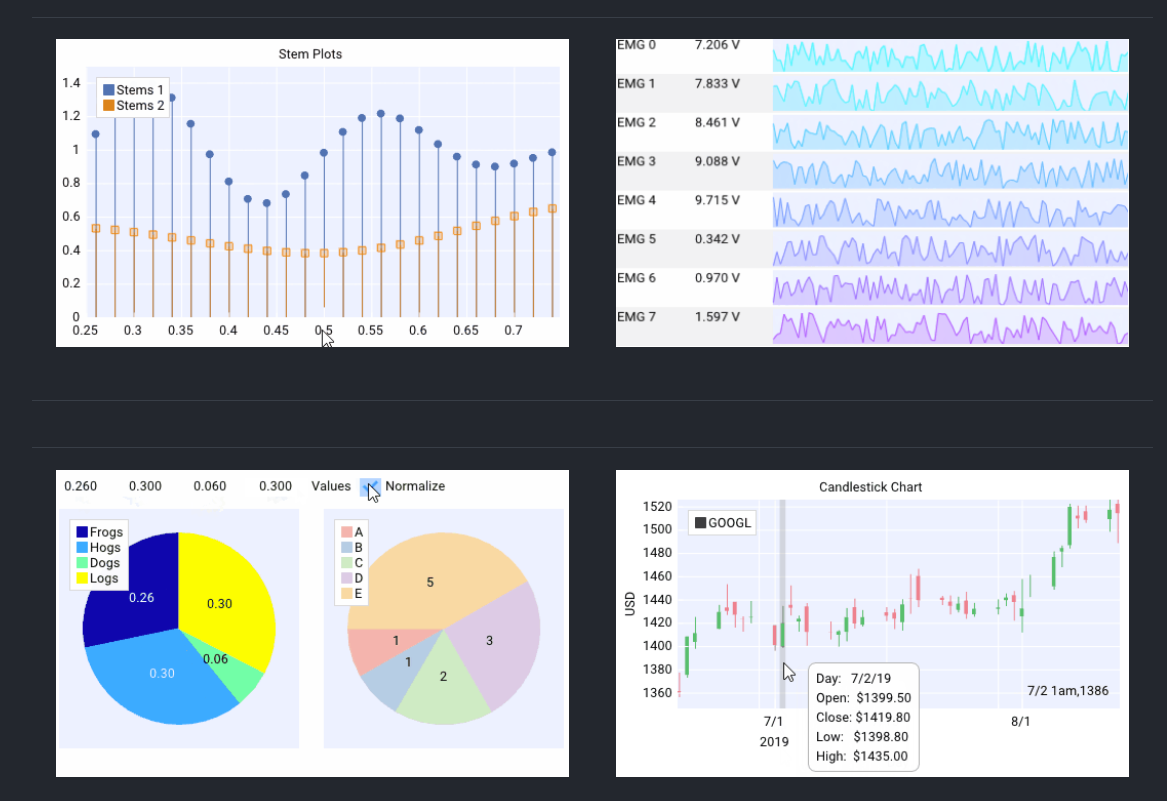 Stem Plots
Stems 1
Stems 2
1.4
1.2
1
0.8
0.6
0.4
0.2
0
0.25 0.3 0.35 0.4 0.45 0.5 0.55 0.6 0.65 0.7
EMG 0 7.206 V
EMG 1 7.833 V
EMG 2 8.461 V
EMG 3 9.088 V
EMG 4 9.715 V
EMG 5 0.342 V
EMG 6 0.970 V
EMG 7 1.597 V
0.260 0.300 0.060 0.300 Values Normalize
Frogs
Hogs
Dogs
Logs
0.26
0.30
0.06
0.30
A
B
C
D
E
5
3
1
1
2
Candlestick Chart
GOOGL
USD
1520
1500
1480
1460
1440
1420
1400
1380
1360
7/1 8/1
2019
7/2 1am,1386
Day: 7/2/19
Open: $1399.50
Close: $1419.80
Low: $1398.80
High: $1435.00